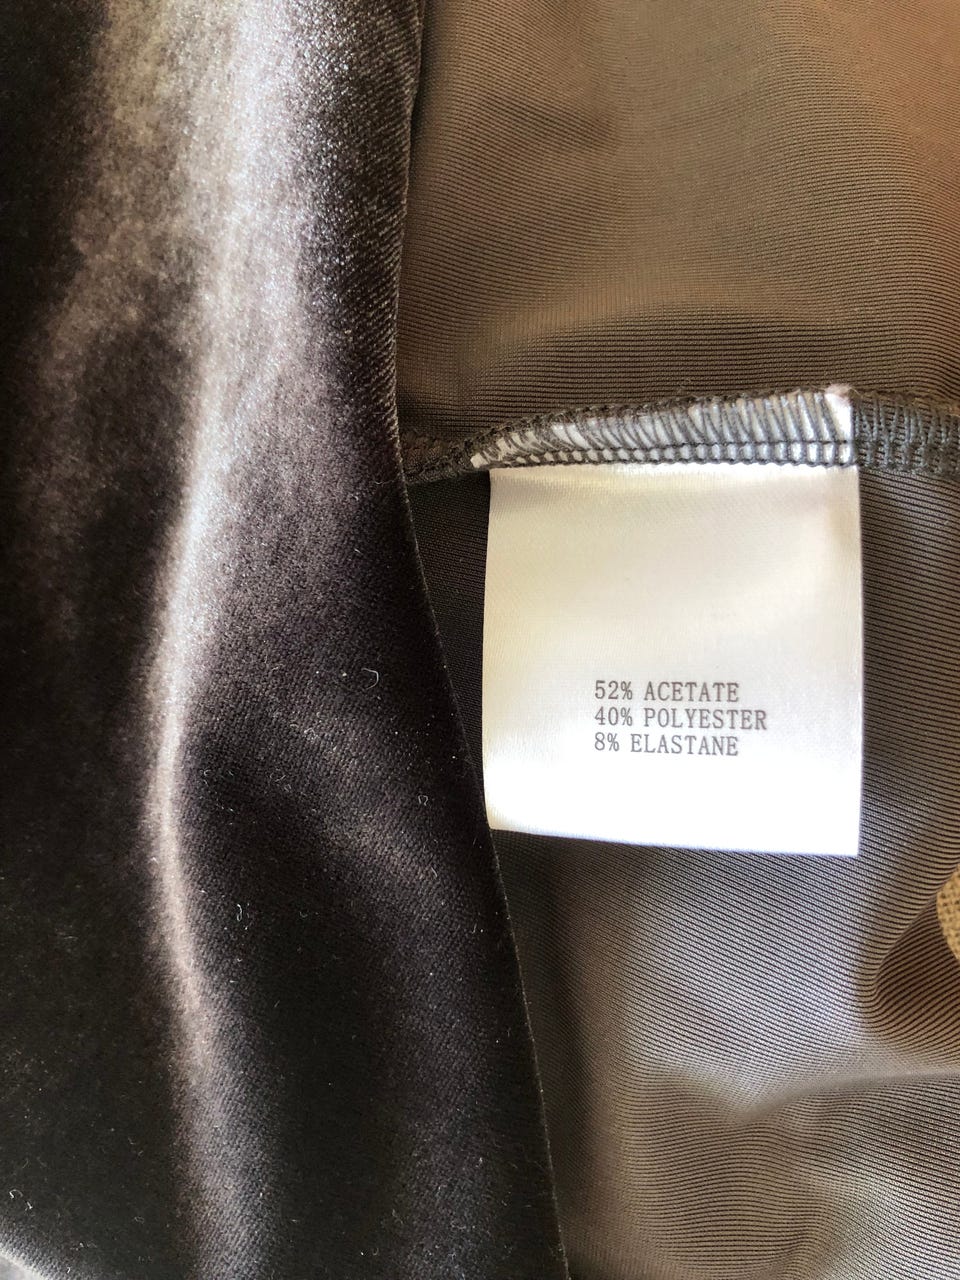 52% ACETATE
40% POLYESTER
8% ELASTANE